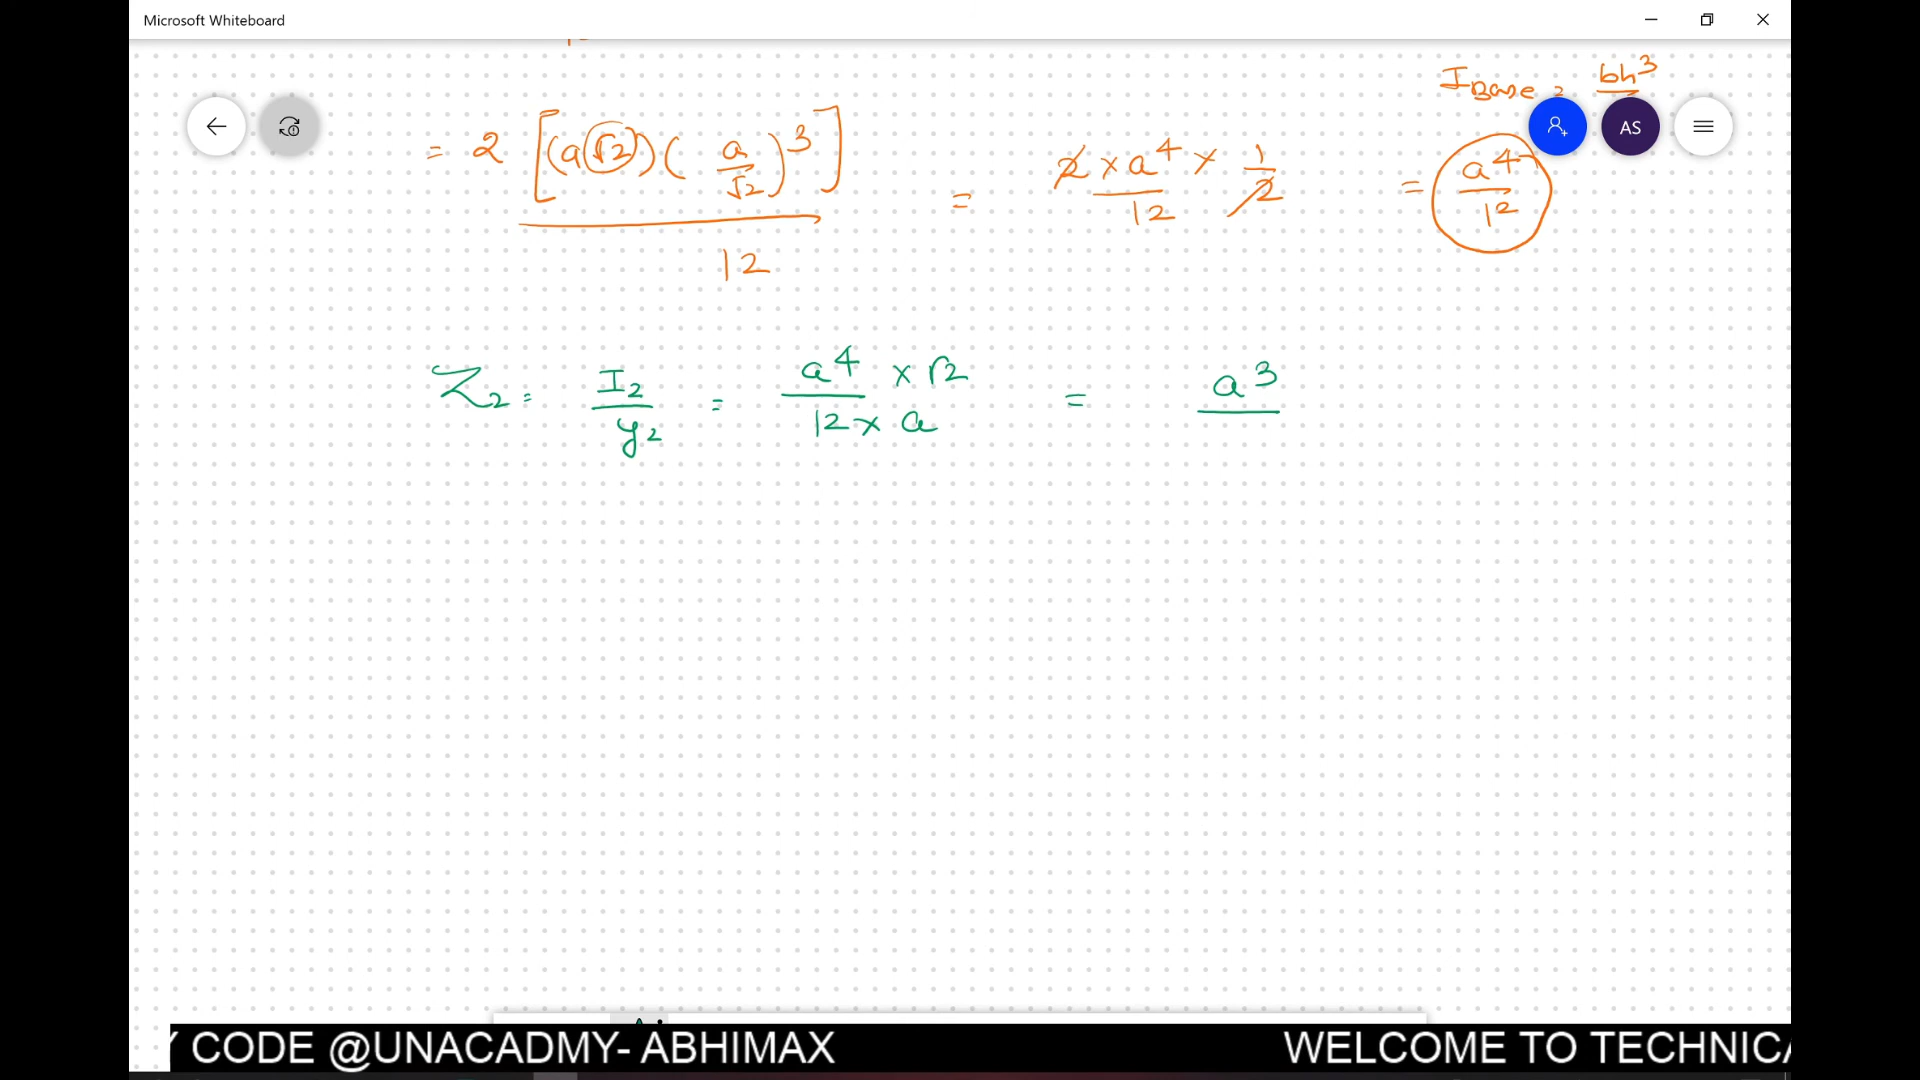 Microsoft Whiteboard
I_Base = bh³
= 2 [(a√2)(a/√2)³] / 12 = 2 × a⁴/12 × 1/2 = a⁴/12
AS
Z₂ = I₂/y₂ = a⁴ × √2 / 12 × a = a³
Y CODE @UNACADMY- ABHIMAX WELCOME TO TECHNICA